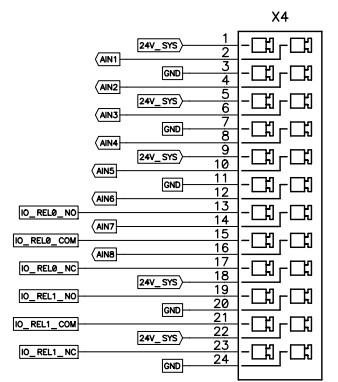 X4
24V_SYS 1
AIN1 2
GND 3
AIN2 4
24V_SYS 5
AIN3 6
GND 7
AIN4 8
24V_SYS 9
AIN5 10
GND 11
AIN6 12
IO_REL0_NO 13
AIN7 14
IO_REL0_COM 15
AIN8 16
IO_REL0_NC 17
24V_SYS 18
IO_REL1_NO 19
GND 20
IO_REL1_COM 21
24V_SYS 22
IO_REL1_NC 23
GND 24